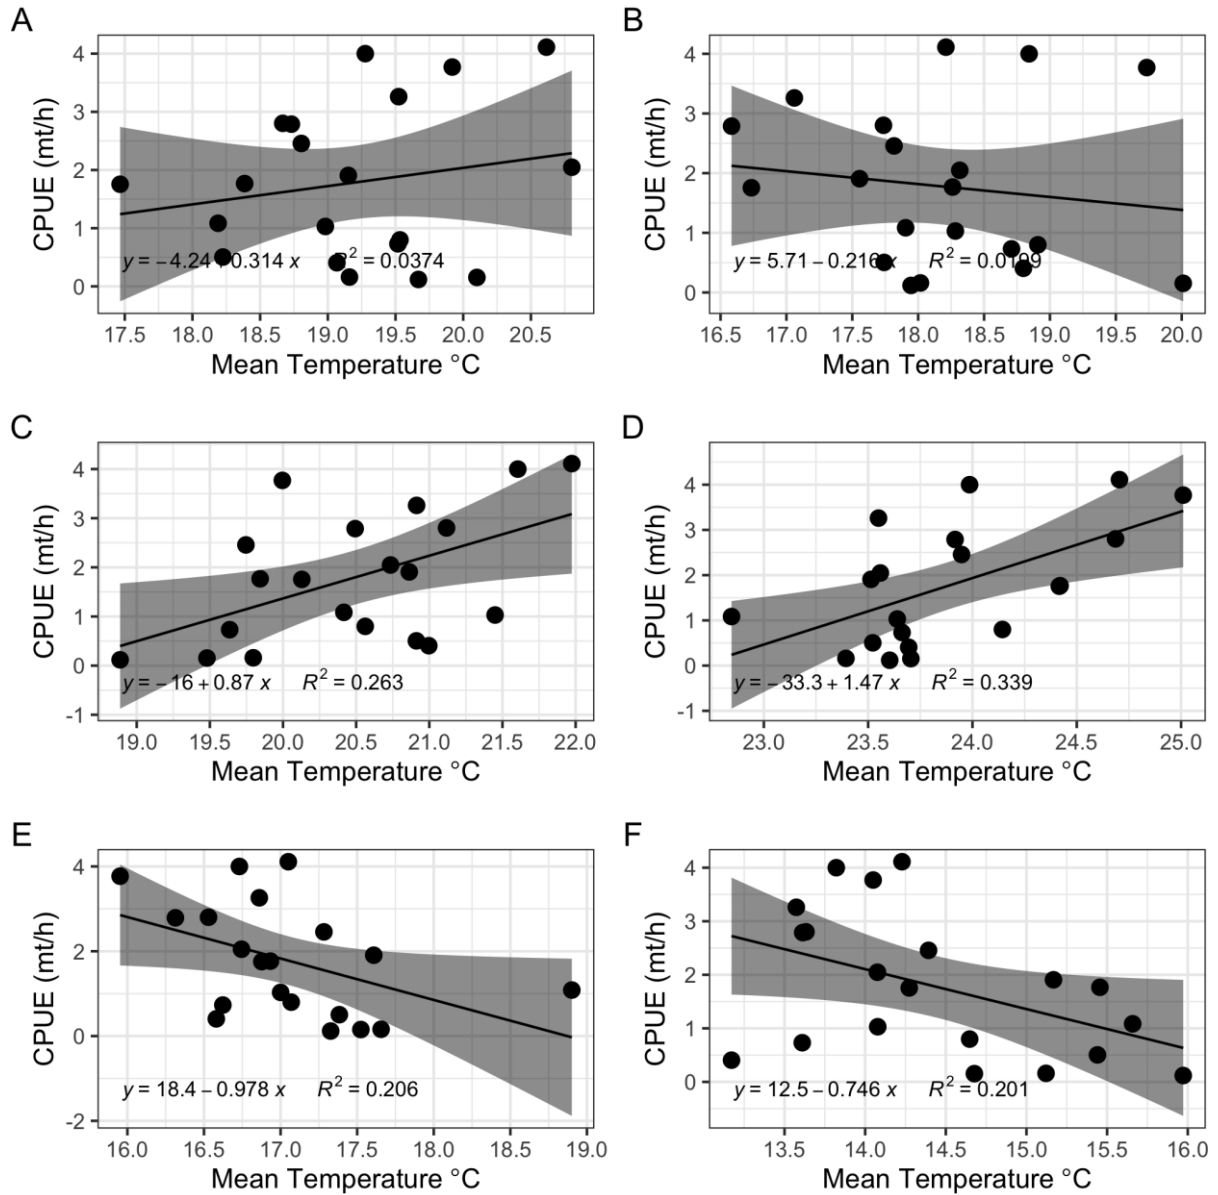 A
CPUE (mt/h)
4
3
2
1
0
y = − 4.24 + 0.314 x R² = 0.0374
17.5 18.0 18.5 19.0 19.5 20.0 20.5
Mean Temperature °C
B
CPUE (mt/h)
4
3
2
1
0
y = 5.71 − 0.216 x R² = 0.0199
16.5 17.0 17.5 18.0 18.5 19.0 19.5 20.0
Mean Temperature °C
C
CPUE (mt/h)
4
3
2
1
0
-1
y = − 16 + 0.87 x R² = 0.263
19.0 19.5 20.0 20.5 21.0 21.5 22.0
Mean Temperature °C
D
CPUE (mt/h)
4
3
2
1
0
-1
y = − 33.3 + 1.47 x R² = 0.339
23.0 23.5 24.0 24.5 25.0
Mean Temperature °C
E
CPUE (mt/h)
4
2
0
-2
y = 18.4 − 0.978 x R² = 0.206
16.0 16.5 17.0 17.5 18.0 18.5 19.0
Mean Temperature °C
F
CPUE (mt/h)
4
3
2
1
0
y = 12.5 − 0.746 x R² = 0.201
13.5 14.0 14.5 15.0 15.5 16.0
Mean Temperature °C